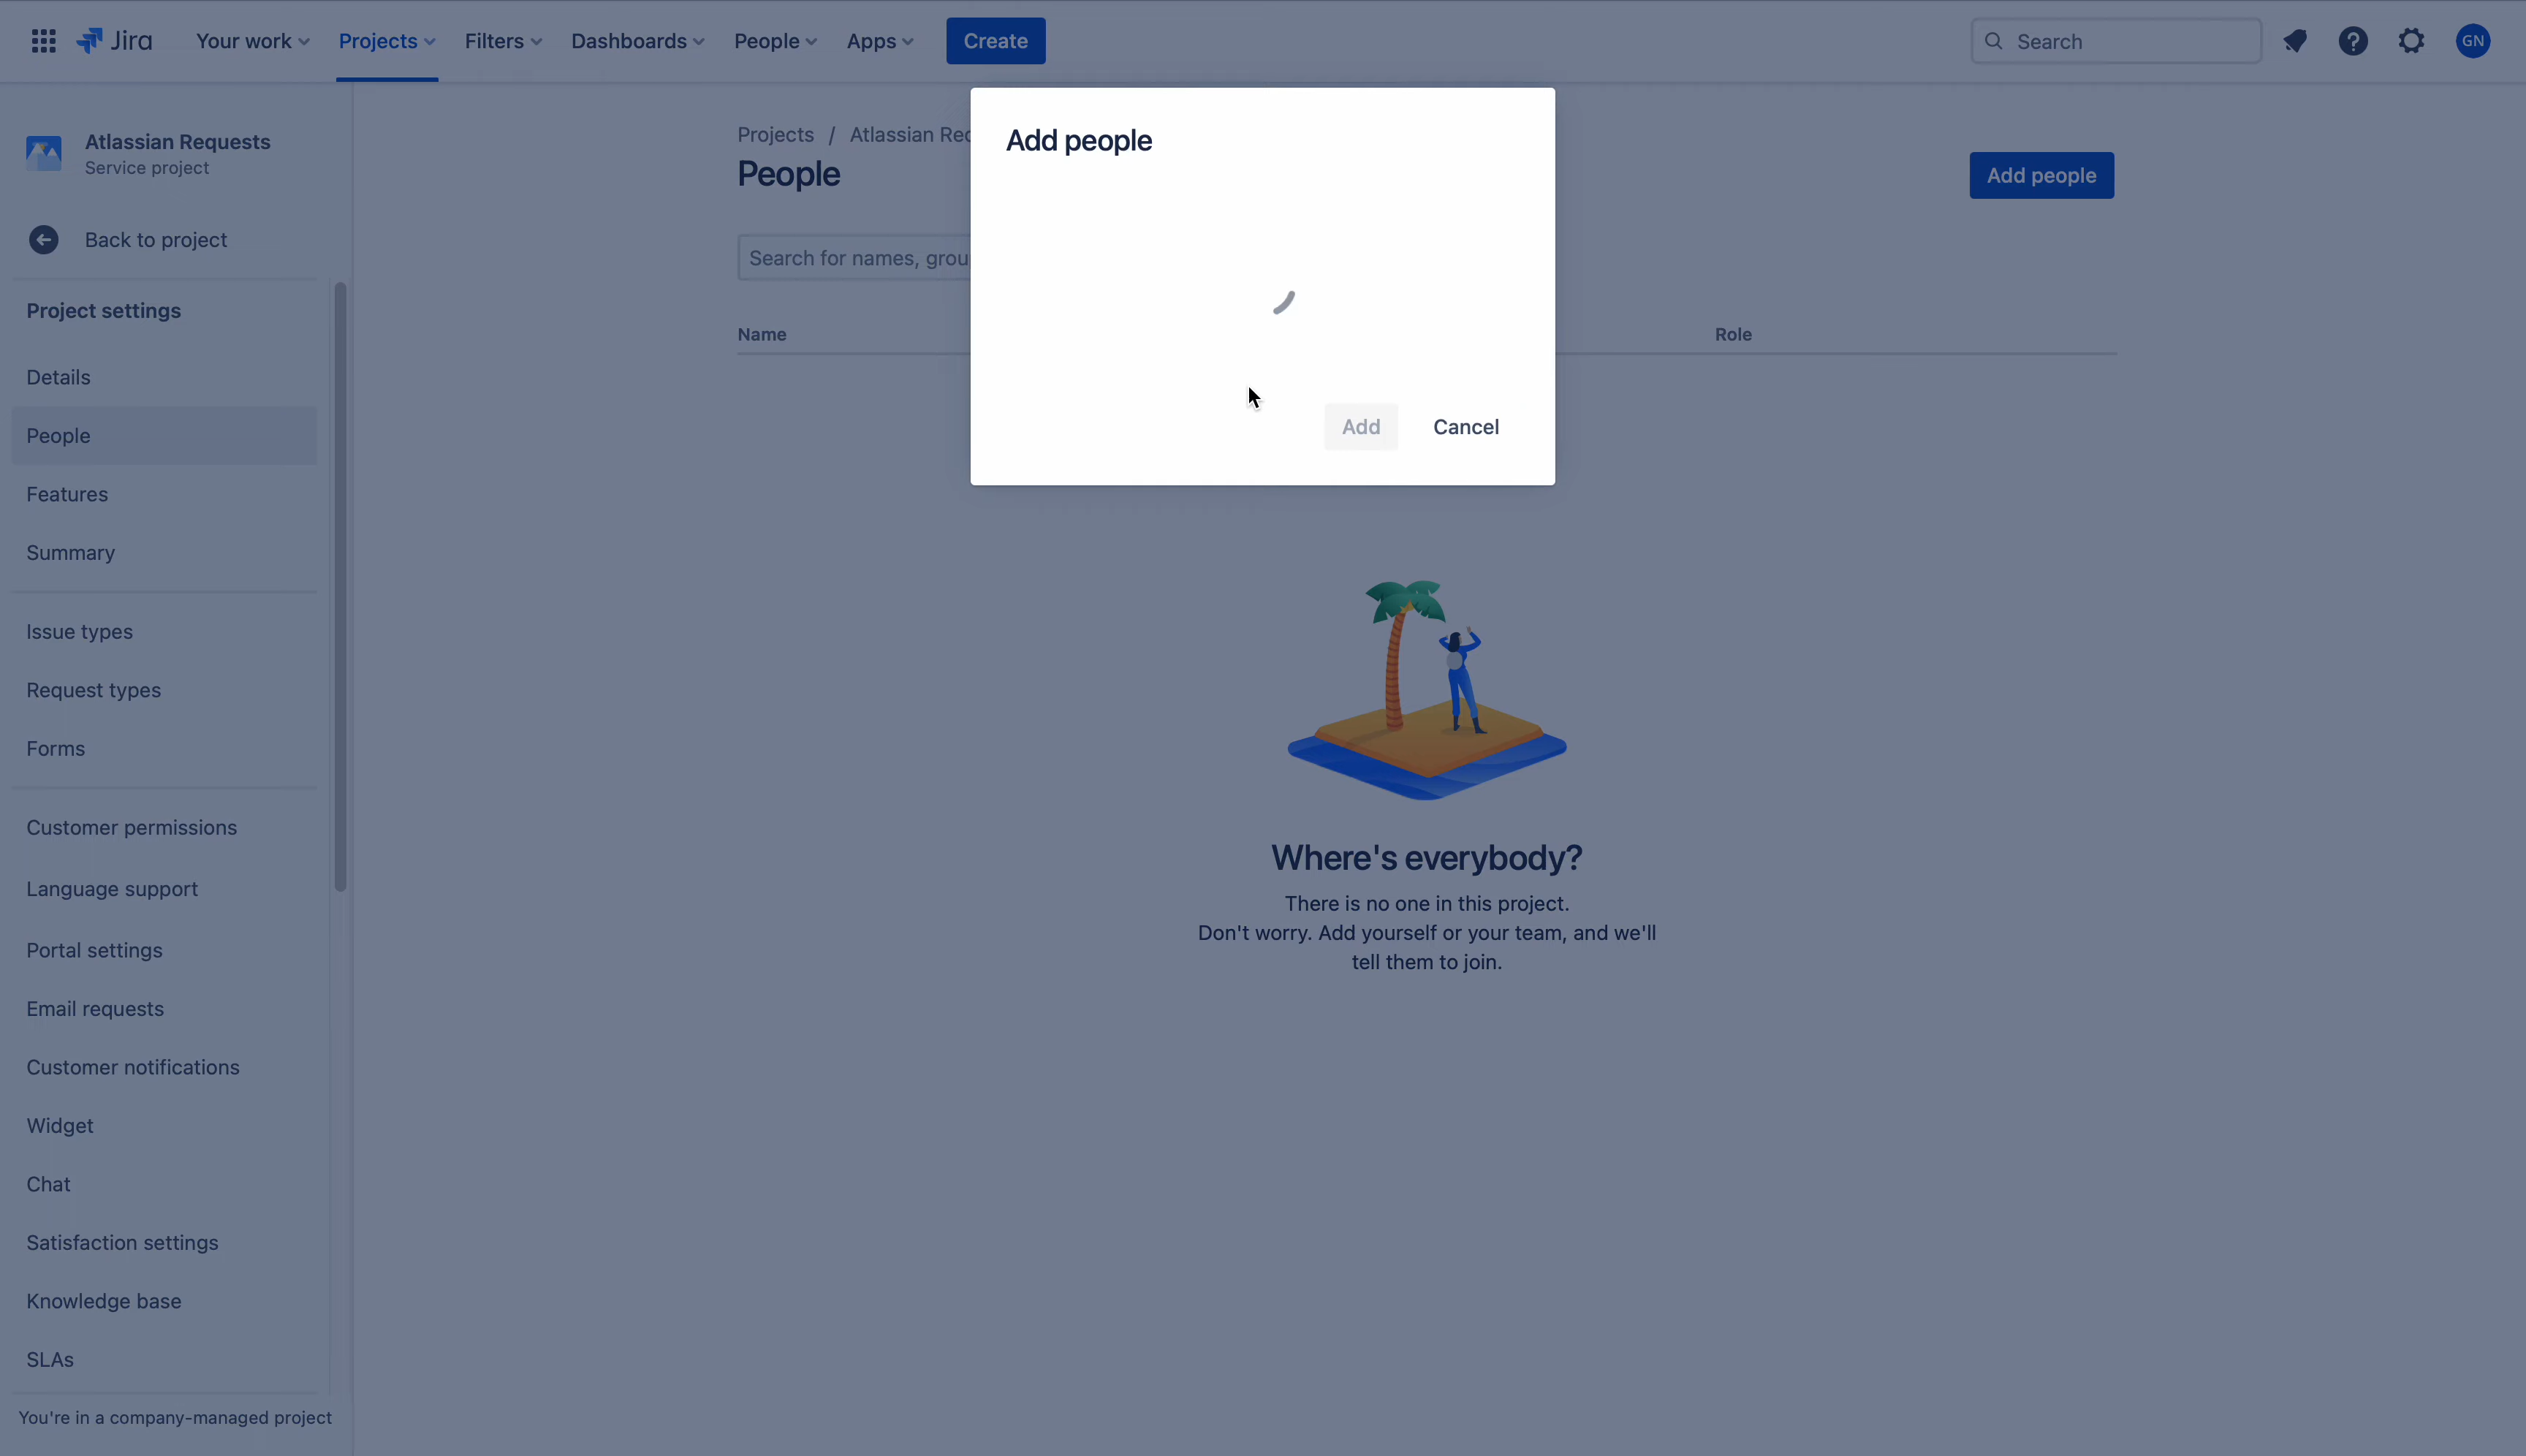 Jira
Your work
Projects
Filters
Dashboards
People
Apps
Create
Search
GN
Atlassian Requests
Service project
Back to project
Project settings
Details
People
Features
Summary
Issue types
Request types
Forms
Customer permissions
Language support
Portal settings
Email requests
Customer notifications
Widget
Chat
Satisfaction settings
Knowledge base
SLAs
You're in a company-managed project
Projects / Atlassian
People
Add people
Search for names,
Name
Role
Add people
Add
Cancel
Where's everybody?
There is no one in this project.
Don't worry. Add yourself or your team, and we'll
tell them to join.